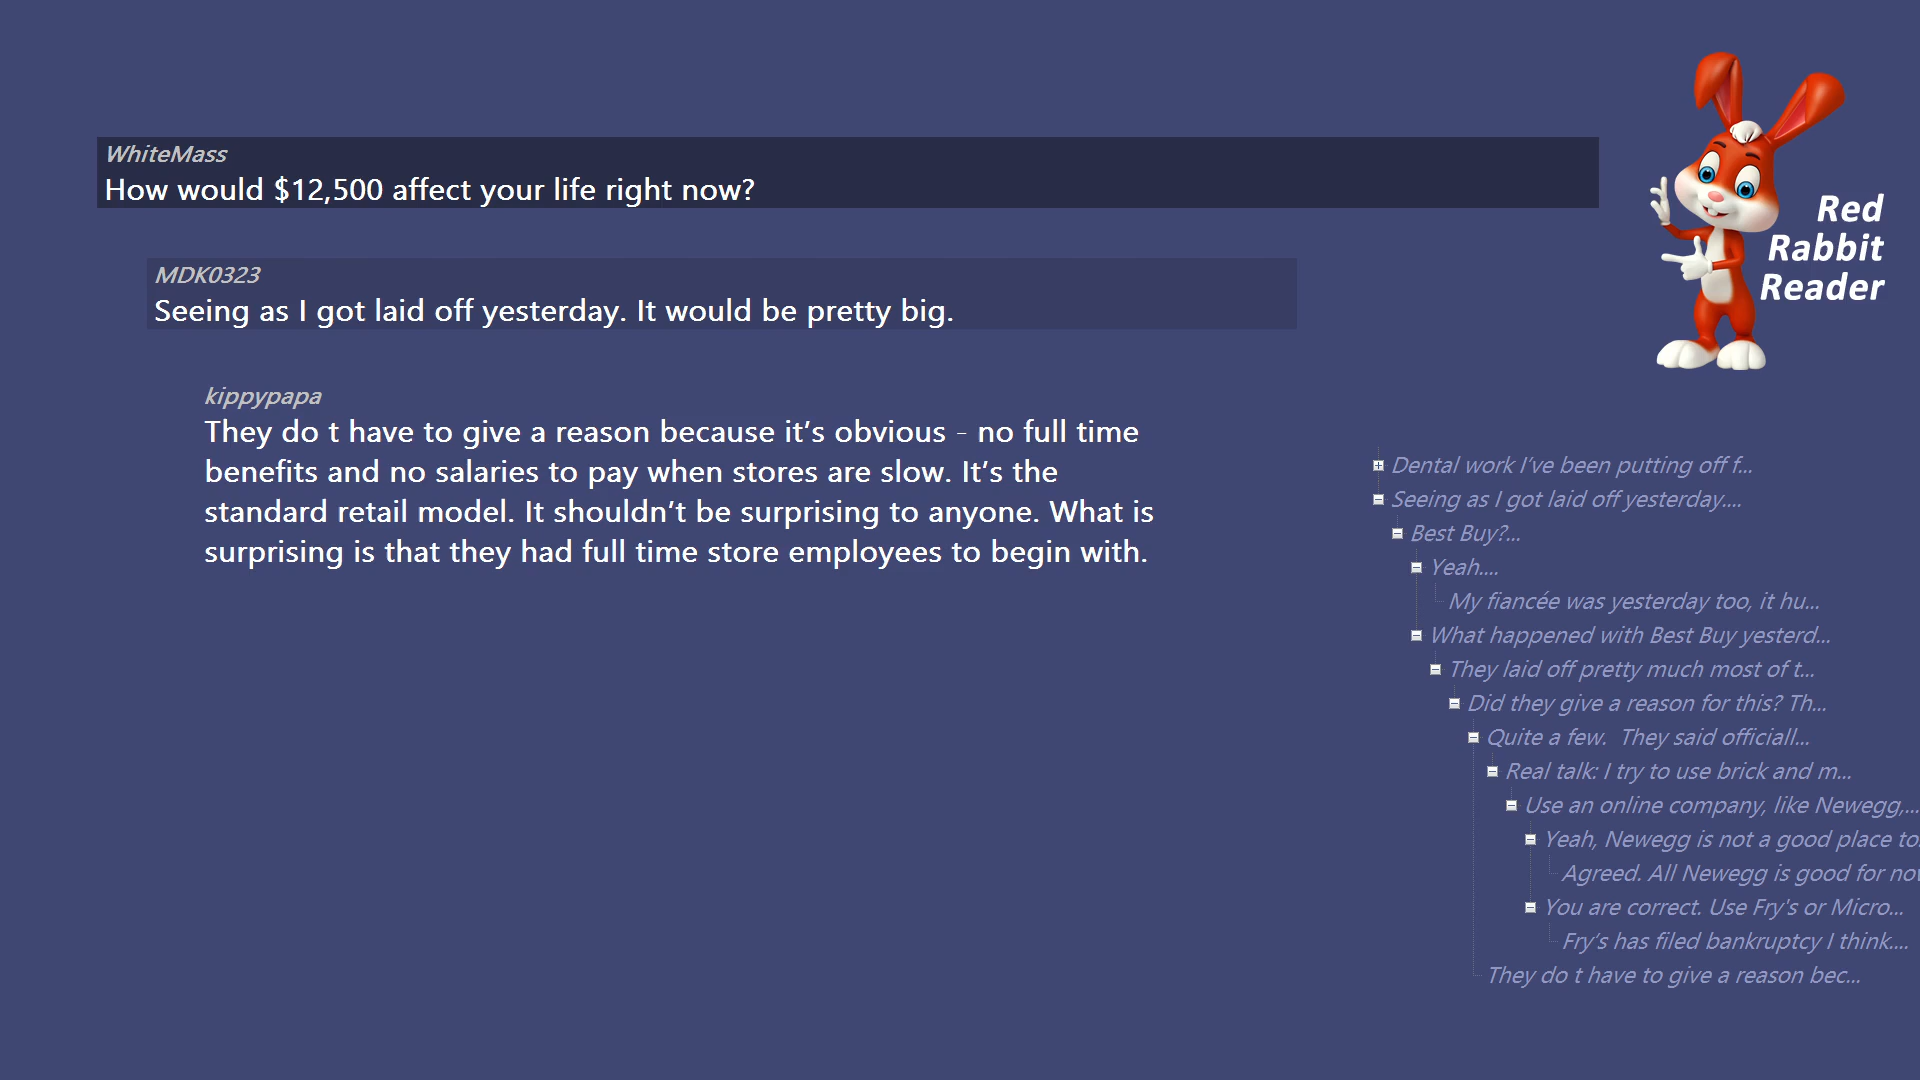 WhiteMass
How would $12,500 affect your life right now?
MDK0323
Seeing as I got laid off yesterday. It would be pretty big.
kippypapa
They do t have to give a reason because it’s obvious - no full time
benefits and no salaries to pay when stores are slow. It’s the
standard retail model. It shouldn’t be surprising to anyone. What is
surprising is that they had full time store employees to begin with.
Red
Rabbit
Reader
Dental work I’ve been putting off f...
Seeing as I got laid off yesterday....
Best Buy?...
Yeah....
My fiancée was yesterday too, it hu...
What happened with Best Buy yesterd...
They laid off pretty much most of t...
Did they give a reason for this? Th...
Quite a few.  They said officiall...
Real talk: I try to use brick and m...
Use an online company, like Newegg,...
Yeah, Newegg is not a good place to
Agreed. All Newegg is good for
You are correct. Use Fry's or Micro...
Fry’s has filed bankruptcy I think....
They do t have to give a reason bec...